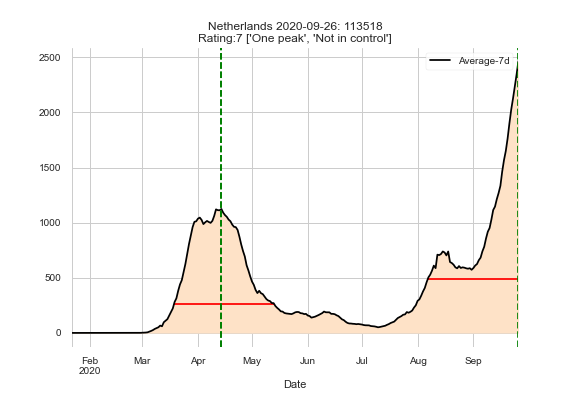 Netherlands 2020-09-26: 113518
Rating:7 ['One peak', 'Not in control']
Average-7d
2500
2000
1500
1000
500
0
Feb Mar Apr May Jun Jul Aug Sep
2020
Date